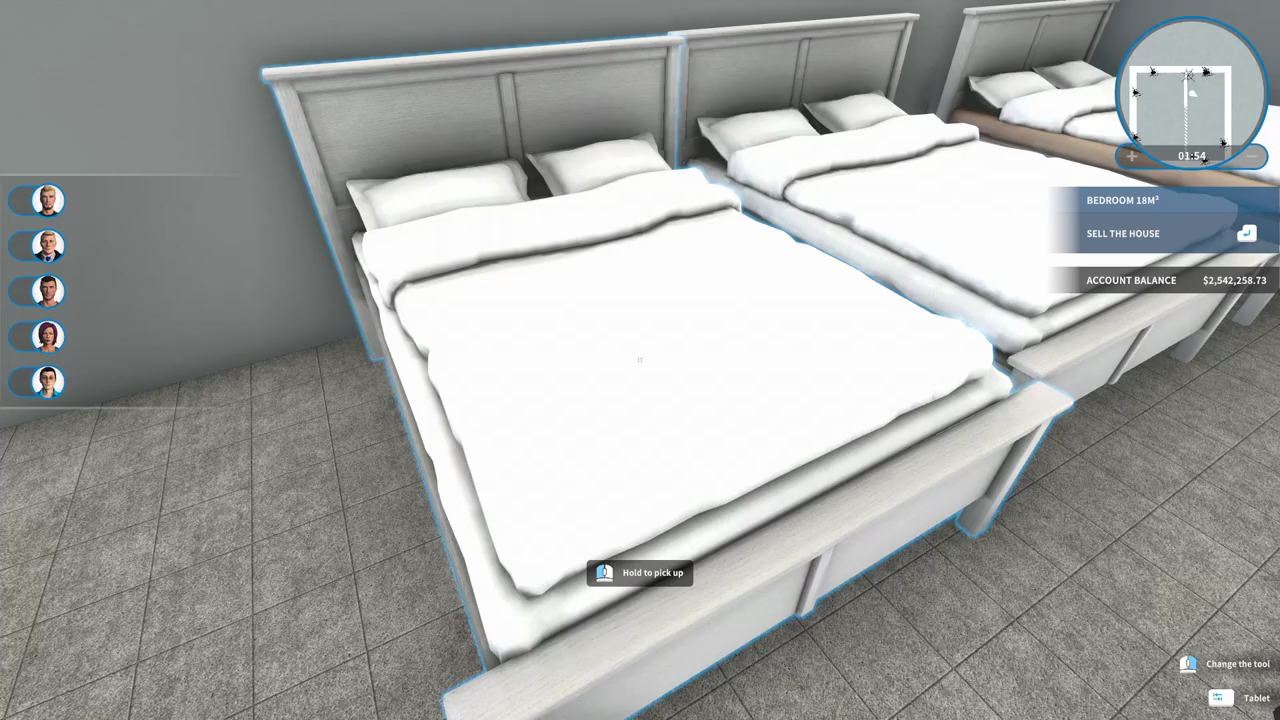 01:54
BEDROOM 18M²
SELL THE HOUSE
ACCOUNT BALANCE $2,542,258.73
Hold to pick up
Change the tool
Tablet